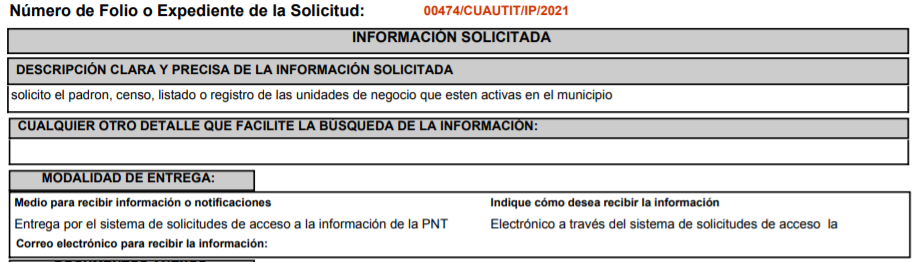 Número de Folio o Expediente de la Solicitud: 00474/CUAUTIT/IP/2021
INFORMACIÓN SOLICITADA
DESCRIPCIÓN CLARA Y PRECISA DE LA INFORMACIÓN SOLICITADA
solicito el padron, censo, listado o registro de las unidades de negocio que esten activas en el municipio
CUALQUIER OTRO DETALLE QUE FACILITE LA BÚSQUEDA DE LA INFORMACIÓN:
MODALIDAD DE ENTREGA:
Medio para recibir información o notificaciones Indique cómo desea recibir la información
Entrega por el sistema de solicitudes de acceso a la información de la PNT Electrónico a través del sistema de solicitudes de acceso la
Correo electrónico para recibir la información: